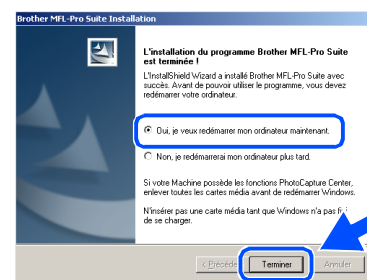 Brother MFL-Pro Suite Installation
L'installation du programme Brother MFL-Pro Suite
est terminée !
L'InstallShield Wizard a installé Brother MFL-Pro Suite avec
succès. Avant de pouvoir utiliser le programme, vous devez
redémarrer votre ordinateur.
Oui, je veux redémarrer mon ordinateur maintenant.
Non, je redémarrerai mon ordinateur plus tard.
Si votre Machine possède les fonctions PhotoCapture Center,
enlever toutes les cartes média avant de redémarrer Windows.
N'insérer pas une carte média tant que Windows n'a pas
de se charger.
< Précéde
Terminer
Annuler